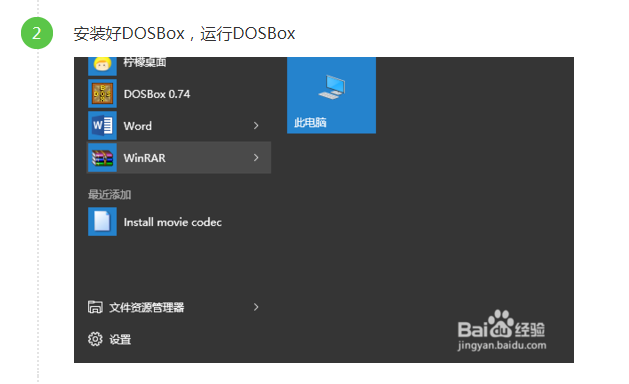 2
安装好DOSBox，运行DOSBox
柠檬桌面
DOSBox 0.74
Word
WinRAR
最近添加
Install movie codec
文件资源管理器
设置
此电脑
Baidu经验
jingyan.baidu.com